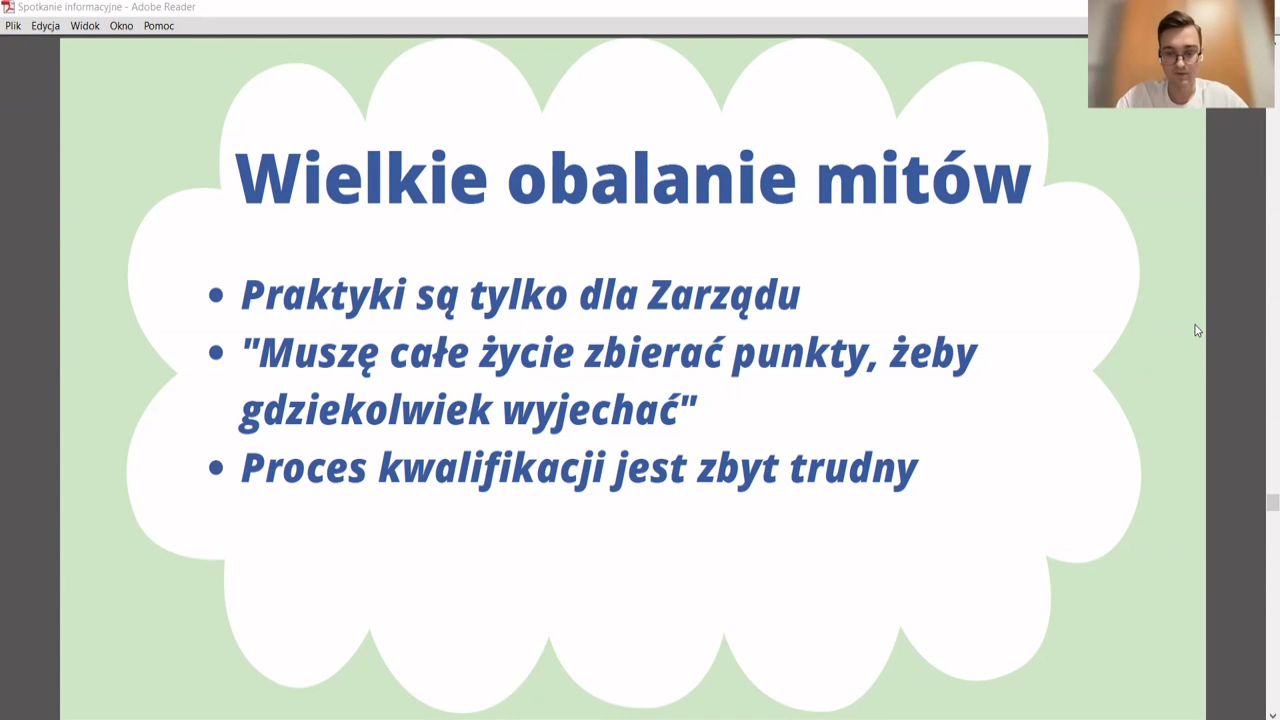 Spotkanie informacyjne - Adobe Reader
Plik Edycja Widok Okno Pomoc
Wielkie obalanie mitów
• Praktyki są tylko dla Zarządu
• "Muszę całe życie zbierać punkty, żeby
gdziekolwiek wyjechać"
• Proces kwalifikacji jest zbyt trudny